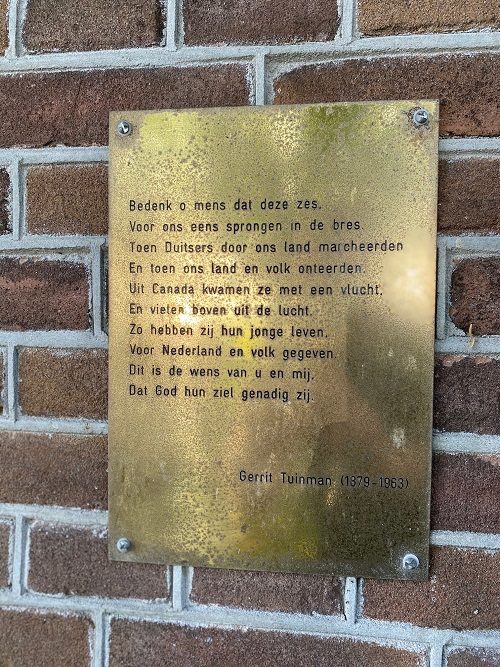 Bedenk o mens dat deze zes,
Voor ons eens sprongen in de bres.
Toen Duitsers door ons land marcheerden
En toen ons land en volk onteerden.
Uit Canada kwamen ze met een vlucht,
En vielen boven uit de lucht.
Zo hebben zij hun jonge leven,
Voor Nederland en volk gegeven.
Dit is de wens van u en mij,
Dat God hun ziel genadig zij.
Gerrit Tuinman (1879-1963)